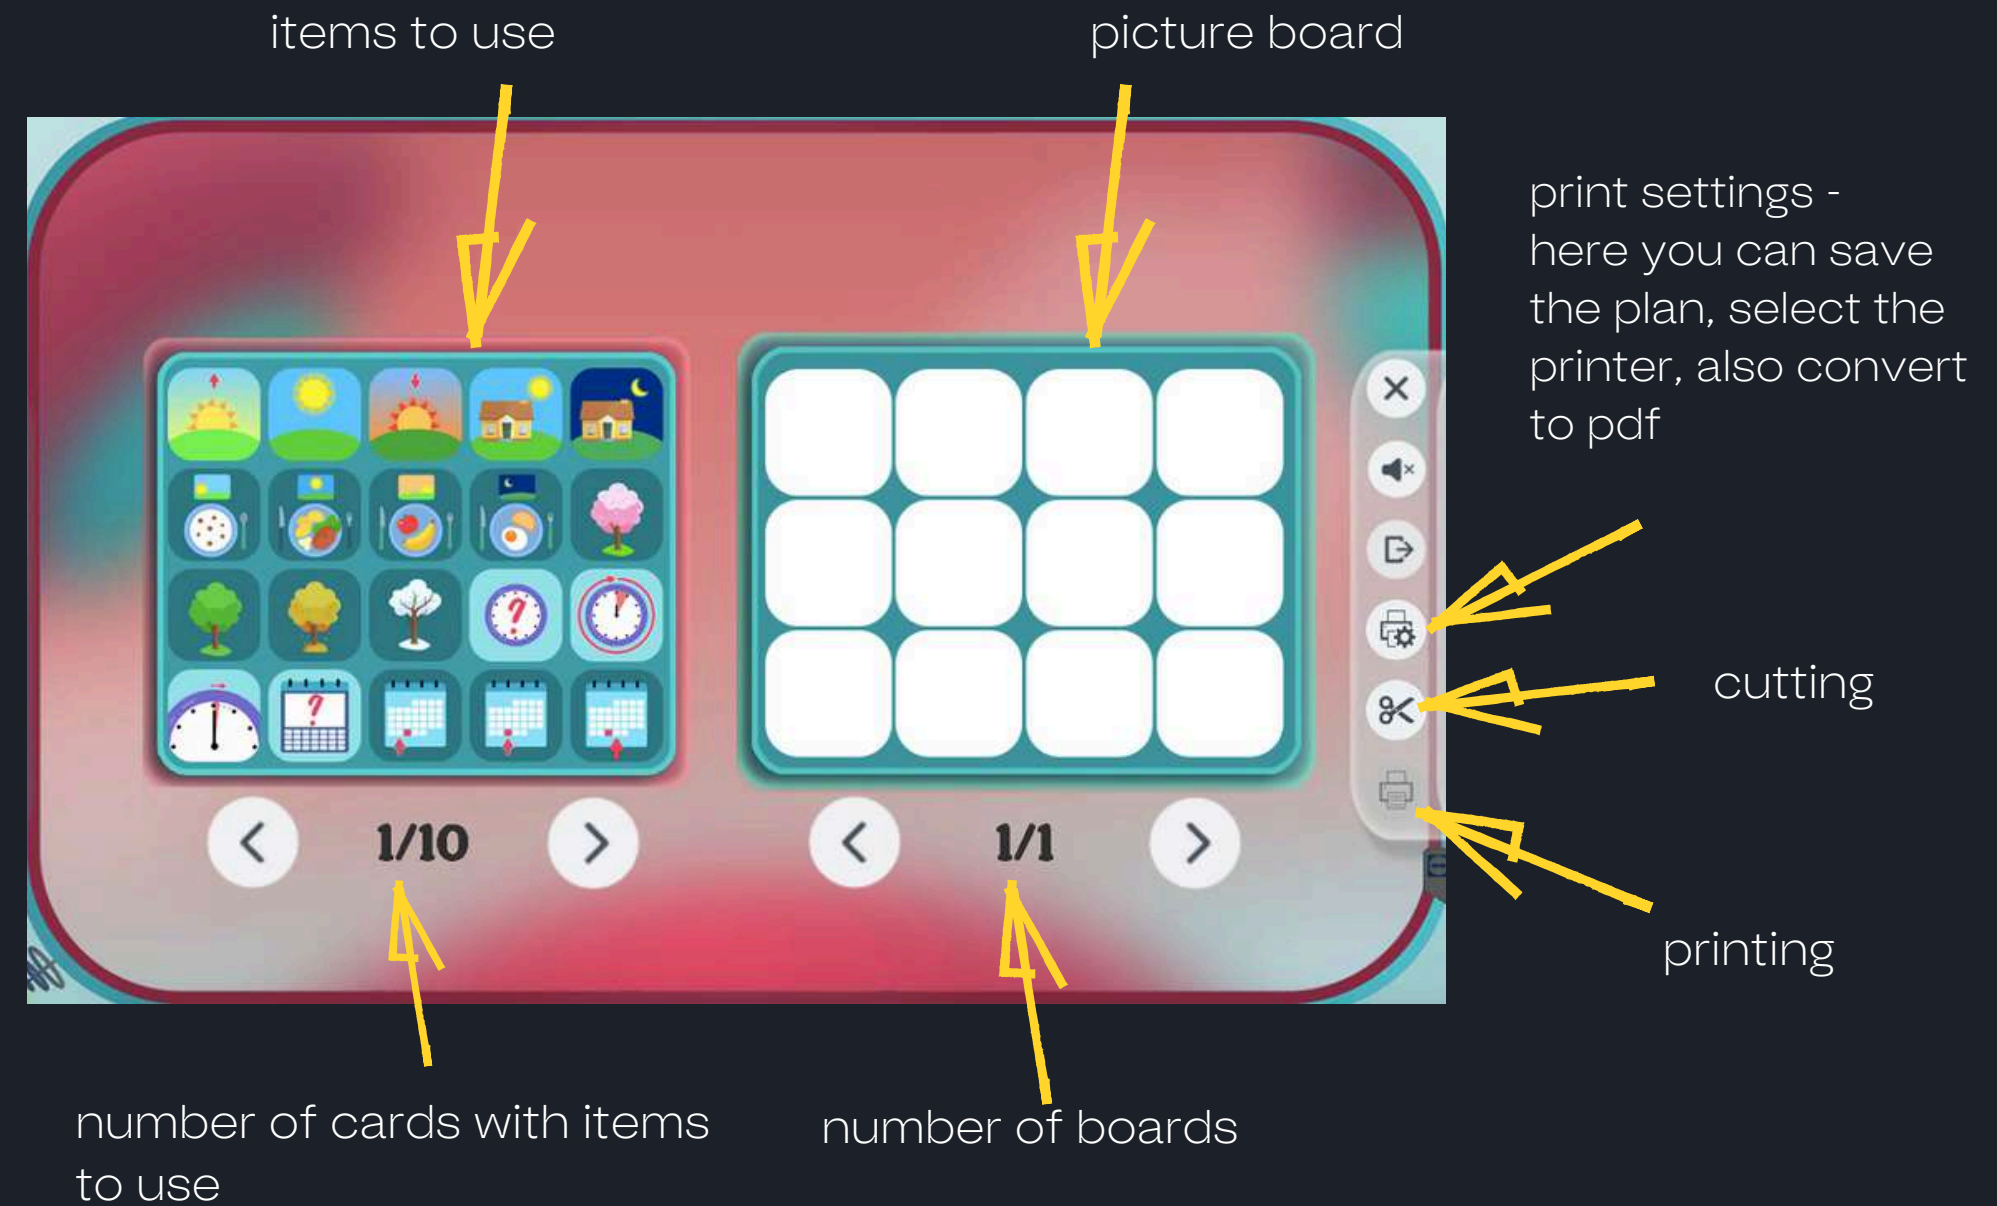 items to use
picture board
print settings -
here you can save
the plan, select the
printer, also convert
to pdf
?
?
cutting
1/10
1/1
printing
number of cards with items
to use
number of boards